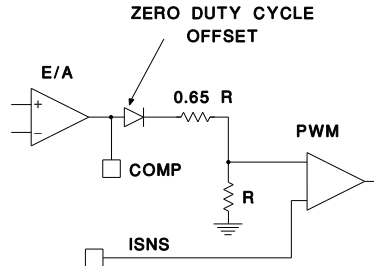 ZERO DUTY CYCLE
OFFSET
E/A
0.65 R
PWM
+
−
COMP
R
ISNS